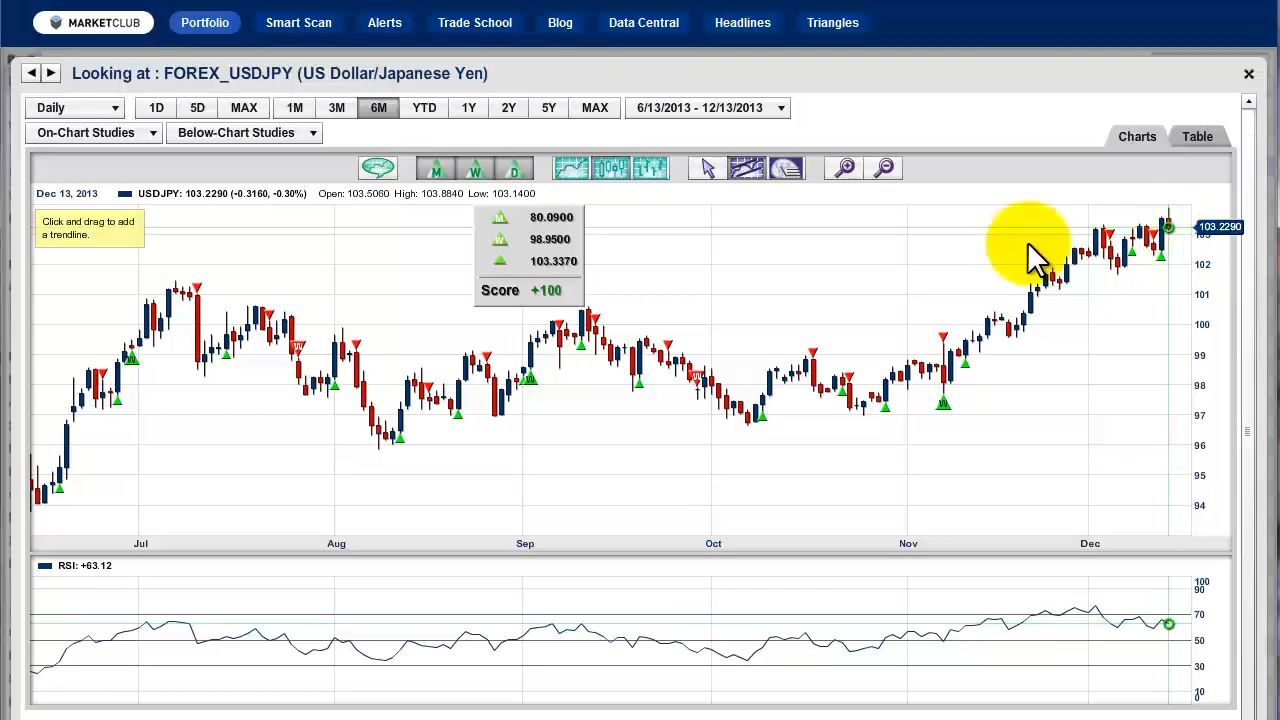 MARKETCLUB Portfolio Smart Scan Alerts Trade School Blog Data Central Headlines Triangles
Looking at : FOREX_USDJPY (US Dollar/Japanese Yen)
Daily 1D 5D MAX 1M 3M 6M YTD 1Y 2Y 5Y MAX 6/13/2013 - 12/13/2013
On-Chart Studies Below-Chart Studies
Charts Table
M W D
Dec 13, 2013 USDJPY: 103.2290 (-0.3160, -0.30%) Open: 103.5060 High: 103.8840 Low: 103.1400
Click and drag to add
a trendline.
80.0900
W 98.9500
103.3370
Score +100
103.2290
103
102
101
100
99
98
97
96
95
94
W
W
W
W
W
Jul Aug Sep Oct Nov Dec
RSI: +63.12
100
90
70
50
30
10
0